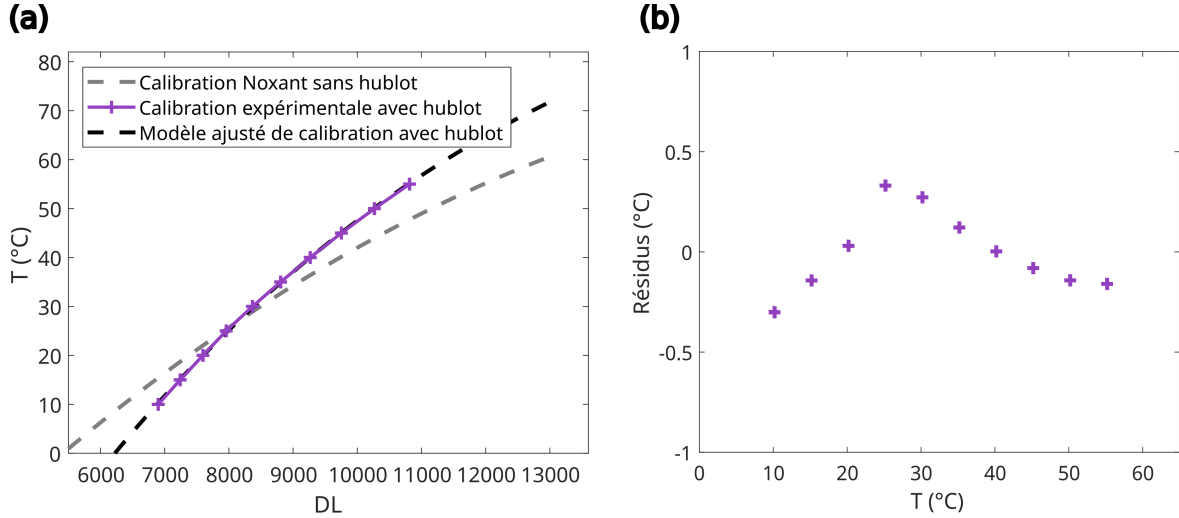 (a)
80
70
60
50
40
30
20
10
0
T (°C)
Calibration Noxant sans hublot
Calibration expérimentale avec hublot
Modèle ajusté de calibration avec hublot
6000 7000 8000 9000 10000 11000 12000 13000
DL
(b)
1
0.5
0
-0.5
-1
Résidus (°C)
0 10 20 30 40 50 60
T (°C)